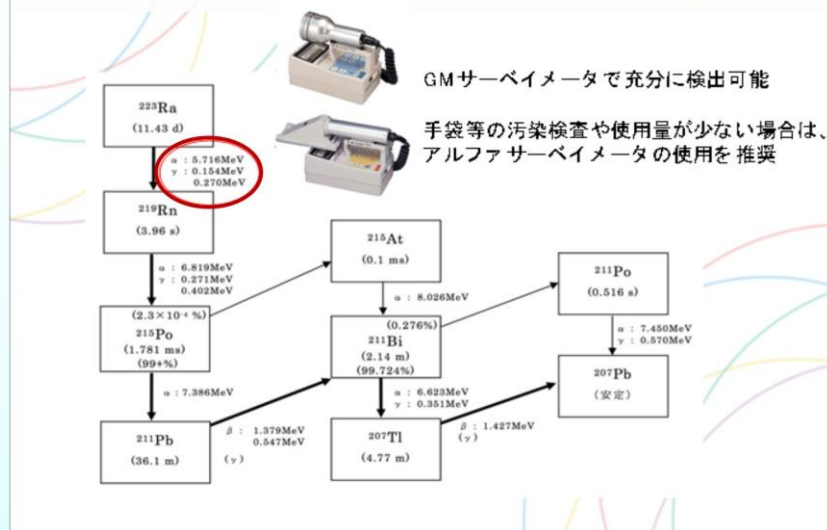 GMサーベイメータで充分に検出可能
手袋等の汚染検査や使用量が少ない場合は、
アルファサーベイメータの使用を推奨
²²³Ra
(11.43 d)
α : 5.716MeV
γ : 0.154MeV
0.270MeV
²¹⁹Rn
(3.96 s)
α : 6.819MeV
γ : 0.271MeV
0.402MeV
(2.3×10⁻⁴ %)
²¹⁵Po
(1.781 ms)
(99+%)
α : 7.386MeV
²¹¹Pb
(36.1 m)
β : 1.379MeV
0.547MeV
(γ)
²¹⁵At
(0.1 ms)
α : 8.026MeV
(0.276%)
²¹¹Bi
(2.14 m)
(99.724%)
α : 6.623MeV
γ : 0.351MeV
²⁰⁷Tl
(4.77 m)
β : 1.427MeV
(γ)
²¹¹Po
(0.516 s)
α : 7.450MeV
γ : 0.570MeV
²⁰⁷Pb
(安定)